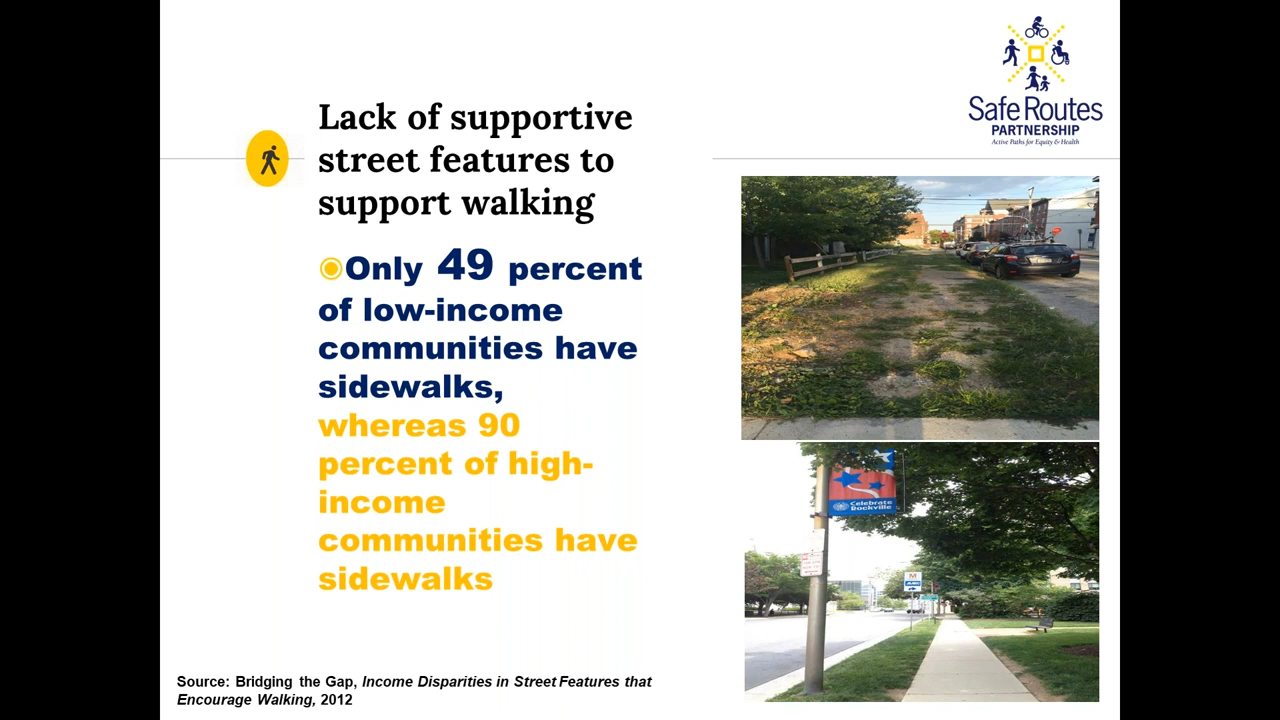 Safe Routes
PARTNERSHIP
Active Paths for Equity & Health
Lack of supportive
street features to
support walking
Only 49 percent
of low-income
communities have
sidewalks,
whereas 90
percent of high-
income
communities have
sidewalks
Celebrate
Rockville
M
Source: Bridging the Gap, Income Disparities in Street Features that
Encourage Walking, 2012